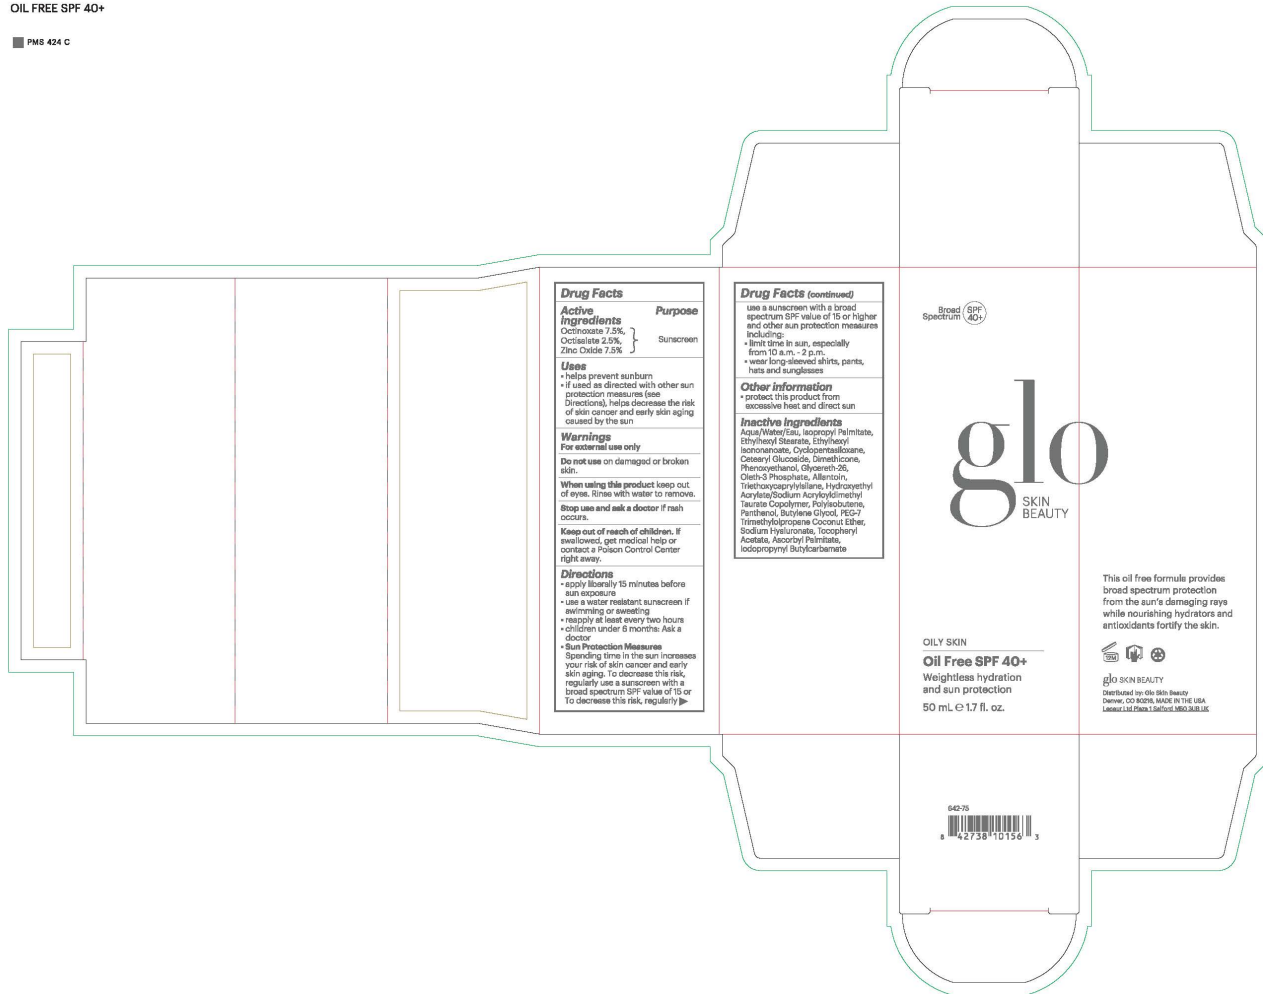 OIL FREE SPF 40+
PMS 424 C
Drug Facts
Active
ingredients
Purpose
Octinoxate 7.5%,
Octisalate 2.5%,
Zinc Oxide 7.5%
Sunscreen
Uses
▪ helps prevent sunburn
▪ if used as directed with other sun
protection measures (see
Directions), helps decrease the risk
of skin cancer and early skin aging
caused by the sun
Warnings
For external use only
Do not use on damaged or broken
skin.
When using this product keep out
of eyes. Rinse with water to remove.
Stop use and ask a doctor if rash
occurs.
Keep out of reach of children. If
swallowed, get medical help or
contact a Poison Control Center
right away.
Directions
▪ apply liberally 15 minutes before
sun exposure
▪ use a water resistant sunscreen if
swimming or sweating
▪ reapply at least every two hours
▪ children under 6 months: Ask a
doctor
▪ Sun Protection Measures
Spending time in the sun increases
your risk of skin cancer and early
skin aging. To decrease this risk,
regularly use a sunscreen with a
broad spectrum SPF value of 15 or
To decrease this risk, regularly ▶
Drug Facts (continued)
use a sunscreen with a broad
spectrum SPF value of 15 or higher
and other sun protection measures
including:
▪ limit time in sun, especially
from 10 a.m. - 2 p.m.
▪ wear long-sleeved shirts, pants,
hats and sunglasses
Other information
▪ protect this product from
excessive heat and direct sun
Inactive ingredients
Aqua/Water/Eau, Isopropyl Palmitate,
Ethylhexyl Stearate, Ethylhexyl
Isononanoate, Cyclopentasiloxane,
Cetearyl Glucoside, Dimethicone,
Phenoxyethanol, Glycereth-26,
Oleth-3 Phosphate, Allantoin,
Triethoxycaprylylsilane, Hydroxyethyl
Acrylate/Sodium Acryloyldimethyl
Taurate Copolymer, Polyisobutene,
Panthenol, Butylene Glycol, PEG-7
Trimethylolpropane Coconut Ether,
Sodium Hyaluronate, Tocopheryl
Acetate, Ascorbyl Palmitate,
Iodopropynyl Butylcarbamate
Broad
Spectrum
SPF
40+
glo
SKIN
BEAUTY
OILY SKIN
Oil Free SPF 40+
Weightless hydration
and sun protection
50 mL ℮ 1.7 fl. oz.
642-75
8 42738 10156 3
This oil free formula provides
broad spectrum protection
from the sun's damaging rays
while nourishing hydrators and
antioxidants fortify the skin.
12M
glo SKIN BEAUTY
Distributed by: Glo Skin Beauty
Denver, CO 80216, MADE IN THE USA
Leneur Ltd Plaza 1 Salford M50 3UB UK